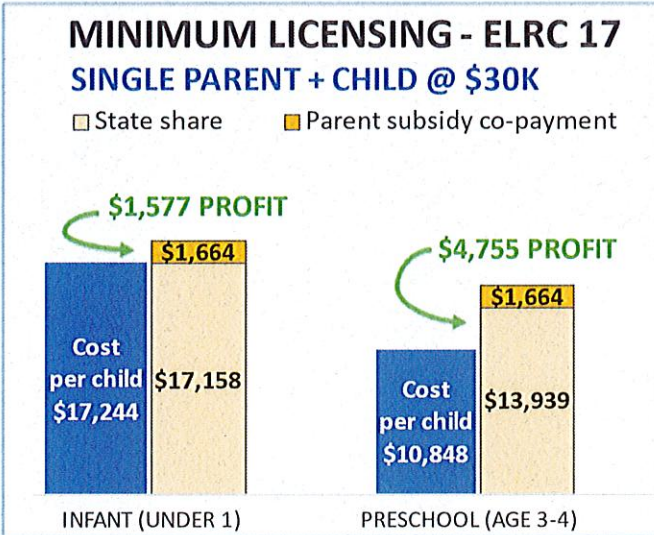 MINIMUM LICENSING - ELRC 17
SINGLE PARENT + CHILD @ $30K
State share
Parent subsidy co-payment
$1,577 PROFIT
$1,664
Cost
per child
$17,244
$17,158
INFANT (UNDER 1)
$4,755 PROFIT
$1,664
Cost
per child
$10,848
$13,939
PRESCHOOL (AGE 3-4)